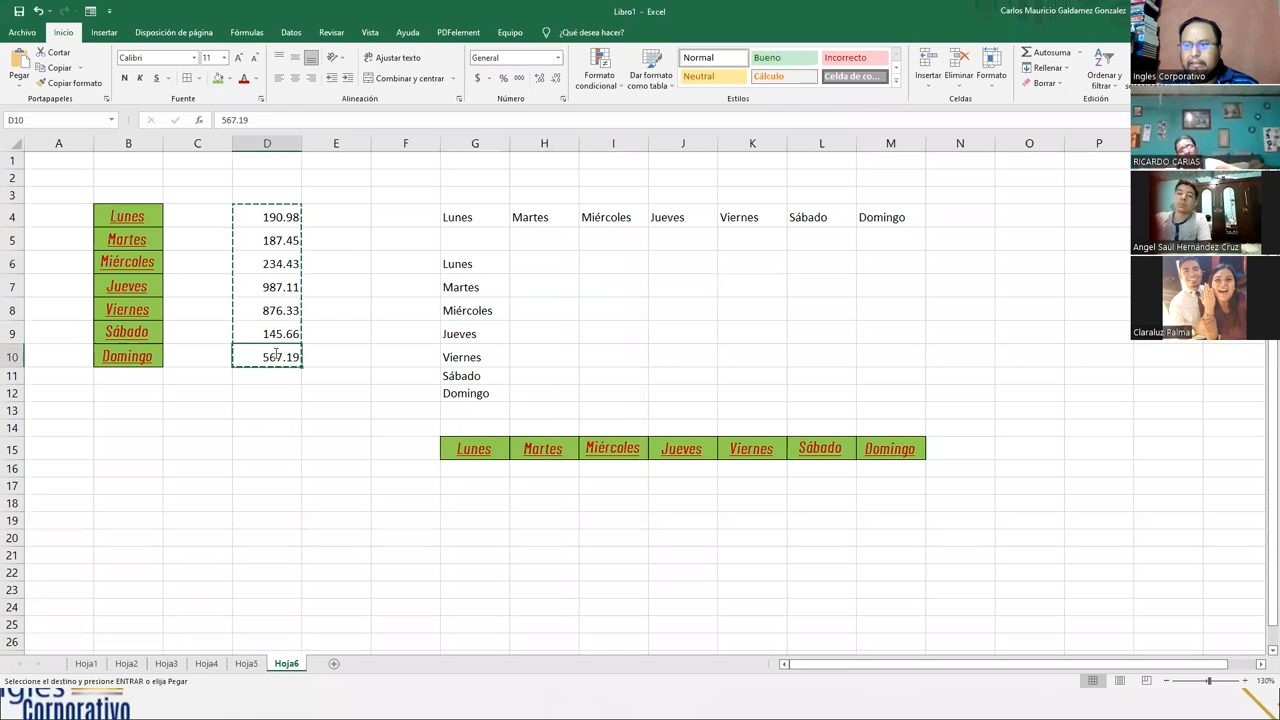 Libro1 - Excel
Carlos Mauricio Galdamez Gonzalez
Archivo Inicio Insertar Disposición de página Fórmulas Datos Revisar Vista Ayuda PDFelement Equipo ¿Qué desea hacer?
Pegar
Cortar
Copiar
Copiar formato
Portapapeles
Calibri 11
N K S
Fuente
Ajustar texto
Combinar y centrar
Alineación
General
$ % 000
Número
Formato condicional
Dar formato como tabla
Normal Bueno Incorrecto
Neutral Cálculo Celda de co...
Estilos
Insertar Eliminar Formato
Celdas
Autosuma
Rellenar
Borrar
Ordenar y filtrar
Edición
Ingles Corporativo
D10 fx 567.19
A B C D E F G H I J K L M N O P
1
2
3
4 Lunes 190.98 Lunes Martes Miércoles Jueves Viernes Sábado Domingo
5 Martes 187.45
6 Miércoles 234.43 Lunes
7 Jueves 987.11 Martes
8 Viernes 876.33 Miércoles
9 Sábado 145.66 Jueves
10 Domingo 567.19 Viernes
11 Sábado
12 Domingo
13
14
15 Lunes Martes Miércoles Jueves Viernes Sábado Domingo
16
17
18
19
20
21
22
23
24
25
26
RICARDO CARIAS
Angel Saúl Hernández Cruz
Claraluz Palma
Hoja1 Hoja2 Hoja3 Hoja4 Hoja5 Hoja6
Seleccione el destino y presione ENTRAR o elija Pegar
130%
Ingles
Corporativo